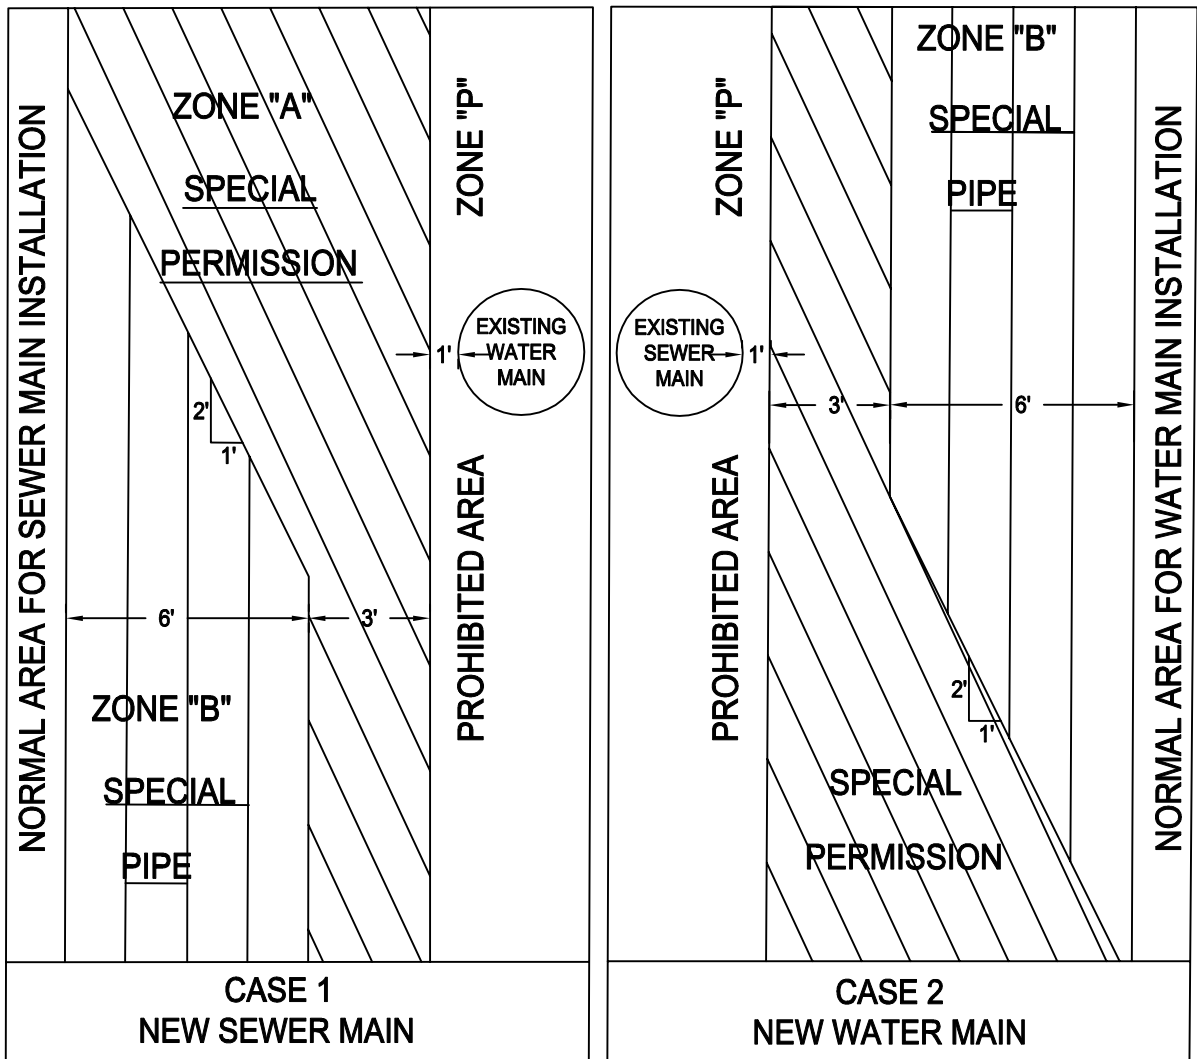 NORMAL AREA FOR SEWER MAIN INSTALLATION
ZONE "A"
SPECIAL
PERMISSION
ZONE "P"
PROHIBITED AREA
EXISTING
WATER
MAIN
1'
2'
1'
6'
3'
ZONE "B"
SPECIAL
PIPE
CASE 1
NEW SEWER MAIN
ZONE "P"
PROHIBITED AREA
EXISTING
SEWER
MAIN
1'
ZONE "B"
SPECIAL
PIPE
3'
6'
2'
1'
SPECIAL
PERMISSION
NORMAL AREA FOR WATER MAIN INSTALLATION
CASE 2
NEW WATER MAIN